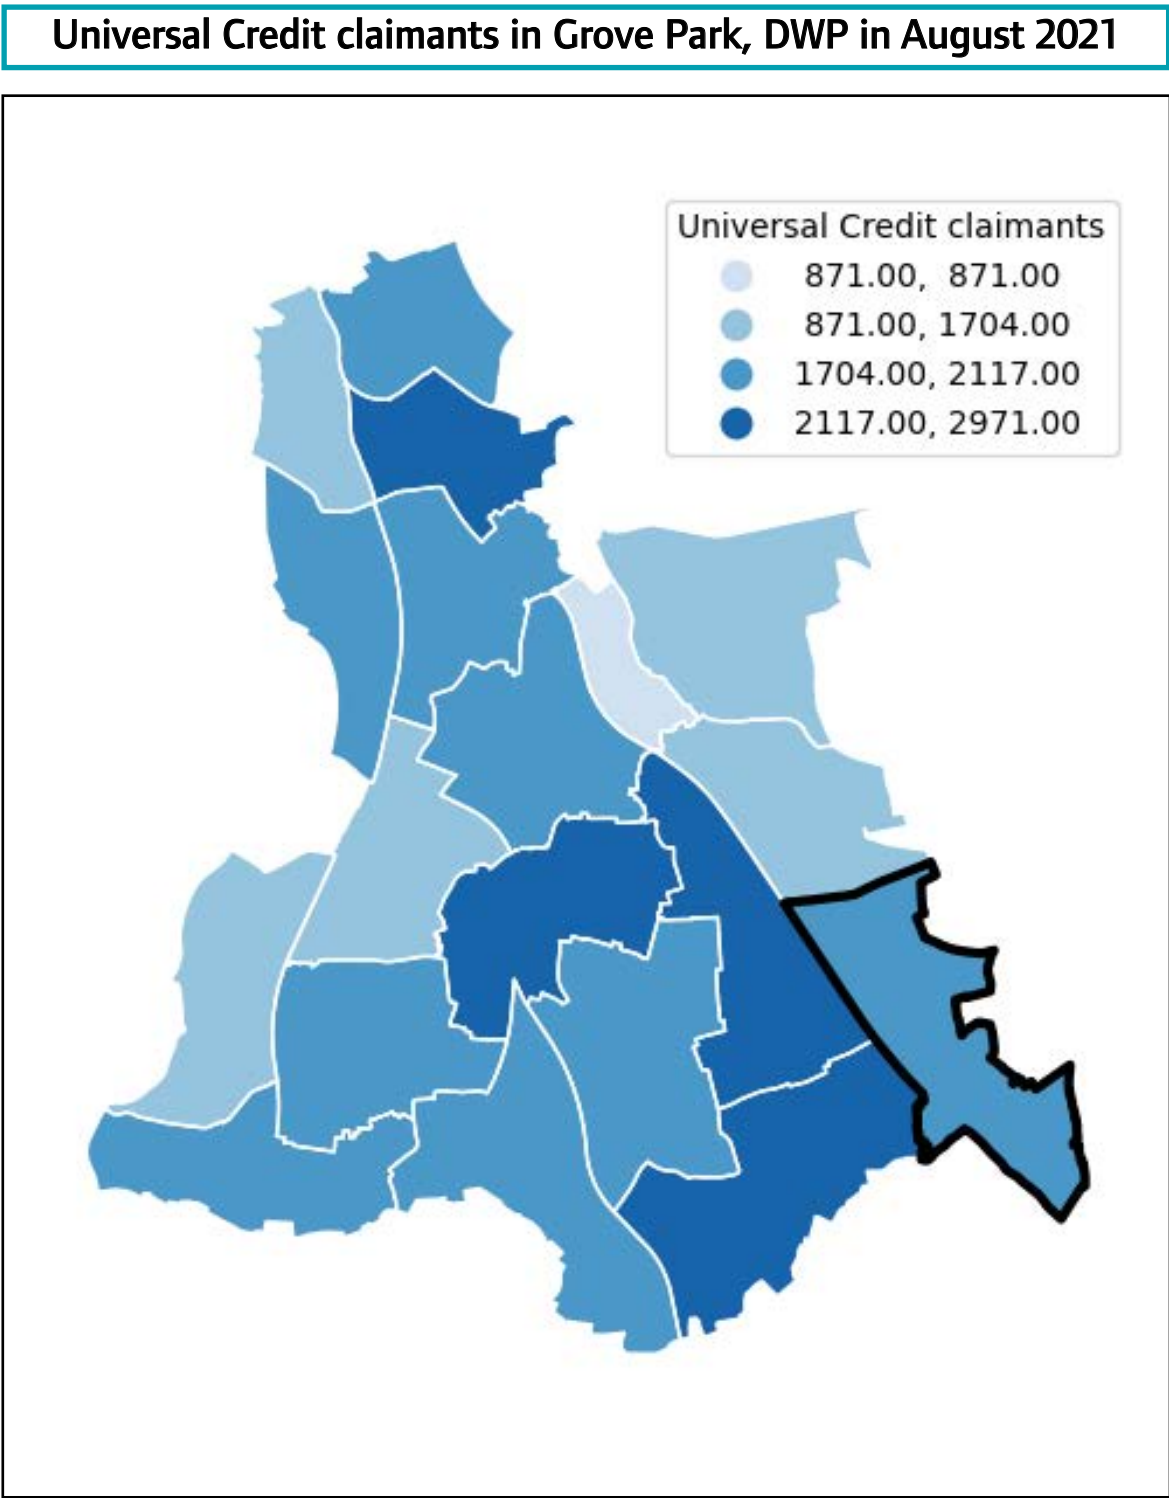 Universal Credit claimants in Grove Park, DWP in August 2021
Universal Credit claimants
871.00, 871.00
871.00, 1704.00
1704.00, 2117.00
2117.00, 2971.00